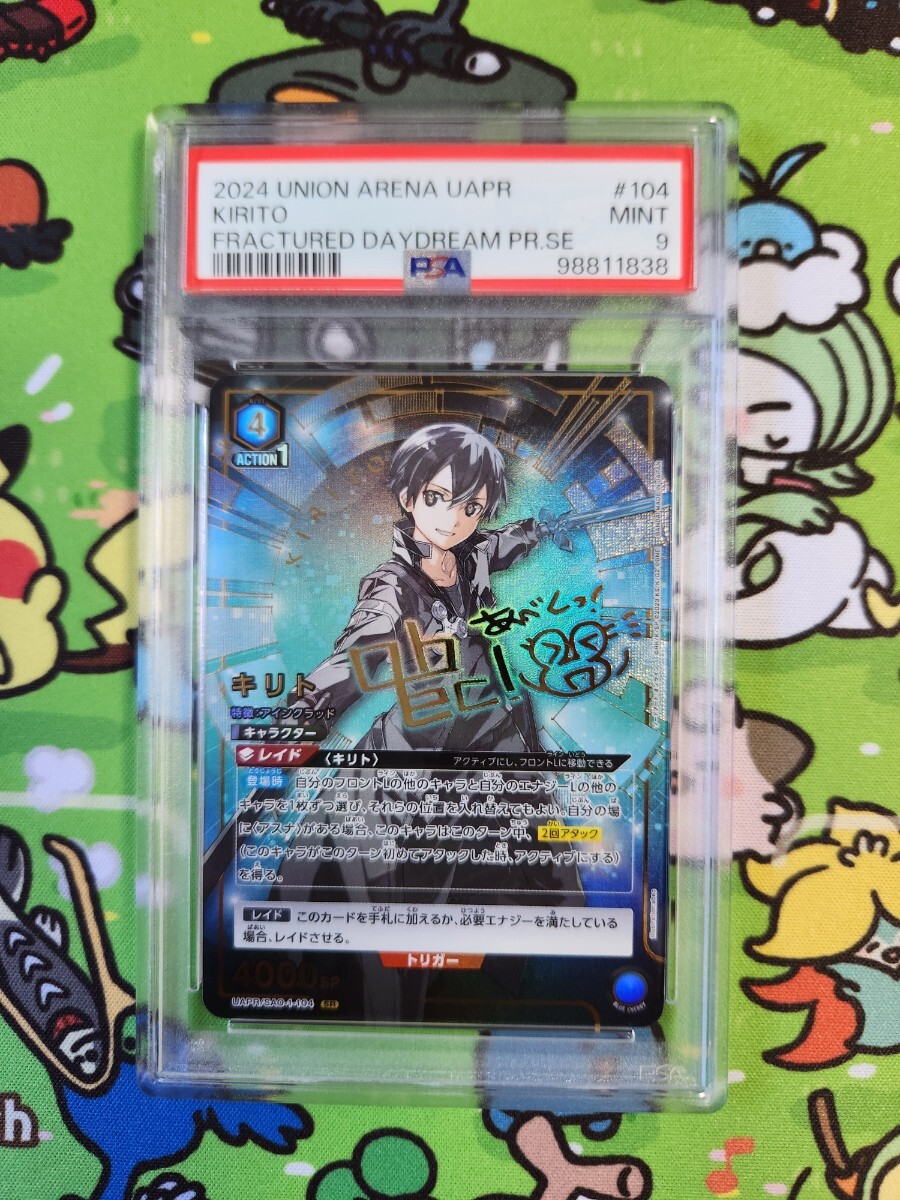 2024 UNION ARENA UAPR #104
KIRITO MINT
FRACTURED DAYDREAM PR.SE 9
PSA 98811838
4
ACTION 1
KIRITO
キリト
特徴:アインクラッド
キャラクター
レイド 〈キリト〉 アクティブにし、フロントLに移動できる
登場時 自分のフロントLの他のキャラと自分のエナジーLの他の
キャラを1枚ずつ選び、それらの位置を入れ替えてもよい。自分の場
に〈アスナ〉がある場合、このキャラはこのターン中、2回アタック
(このキャラがこのターン初めてアタックした時、アクティブにする)
を得る。
レイド このカードを手札に加えるか、必要エナジーを満たしている
場合、レイドさせる。
トリガー
4000 BP
UAPR/SAO-1-104 SR
BLUE ENERGY
PSA